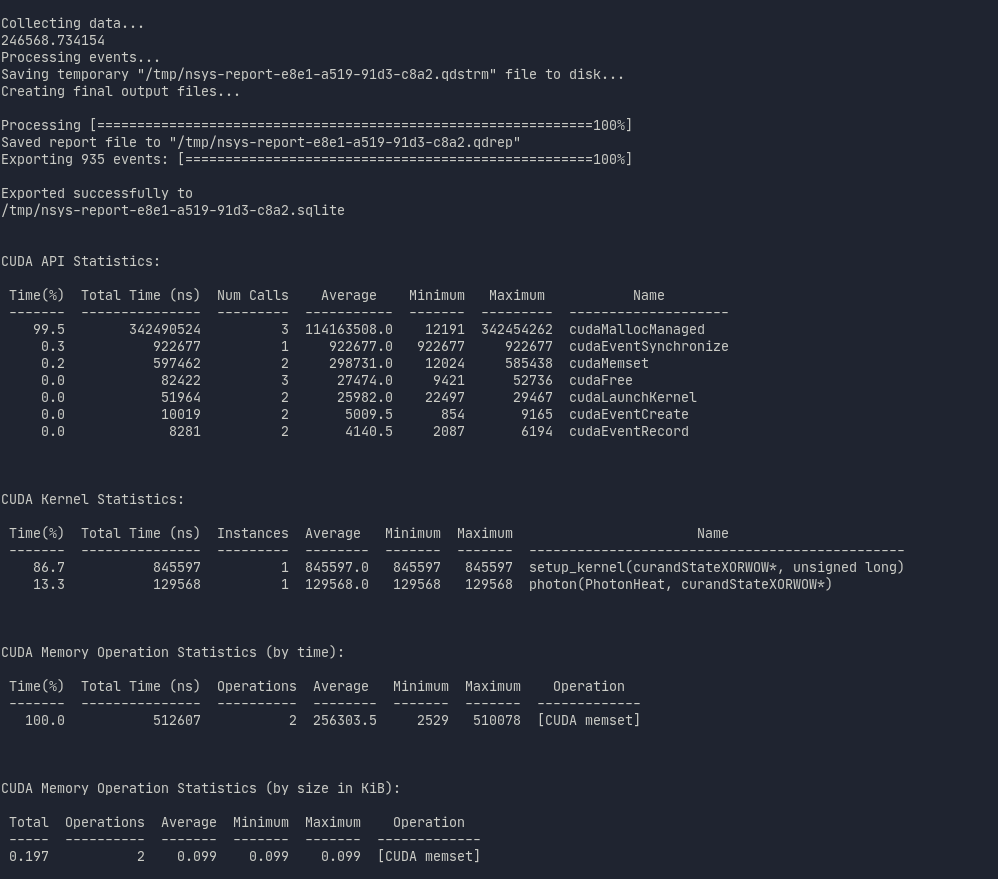 Collecting data...
246568.734154
Processing events...
Saving temporary "/tmp/nsys-report-e8e1-a519-91d3-c8a2.qdstrm" file to disk...
Creating final output files...
Processing [==============================================================100%]
Saved report file to "/tmp/nsys-report-e8e1-a519-91d3-c8a2.qdrep"
Exporting 935 events: [===================================================100%]
Exported successfully to
/tmp/nsys-report-e8e1-a519-91d3-c8a2.sqlite
CUDA API Statistics:
Time(%)  Total Time (ns)  Num Calls    Average    Minimum   Maximum           Name
-------  ---------------  ---------  -----------  -------  ---------  --------------------
99.5        342490524          3  114163508.0    12191  342454262  cudaMallocManaged
0.3           922677          1     922677.0   922677     922677  cudaEventSynchronize
0.2           597462          2     298731.0    12024     585438  cudaMemset
0.0            82422          3      27474.0     9421      52736  cudaFree
0.0            51964          2      25982.0    22497      29467  cudaLaunchKernel
0.0            10019          2       5009.5      854       9165  cudaEventCreate
0.0             8281          2       4140.5     2087       6194  cudaEventRecord
CUDA Kernel Statistics:
Time(%)  Total Time (ns)  Instances  Average   Minimum  Maximum                       Name
-------  ---------------  ---------  --------  -------  -------  -----------------------------------------------
86.7           845597          1  845597.0   845597   845597  setup_kernel(curandStateXORWOW*, unsigned long)
13.3           129568          1  129568.0   129568   129568  photon(PhotonHeat, curandStateXORWOW*)
CUDA Memory Operation Statistics (by time):
Time(%)  Total Time (ns)  Operations  Average   Minimum  Maximum    Operation
-------  ---------------  ----------  --------  -------  -------  -------------
100.0           512607           2  256303.5     2529   510078  [CUDA memset]
CUDA Memory Operation Statistics (by size in KiB):
Total  Operations  Average  Minimum  Maximum    Operation
-----  ----------  -------  -------  -------  -------------
0.197           2    0.099    0.099    0.099  [CUDA memset]